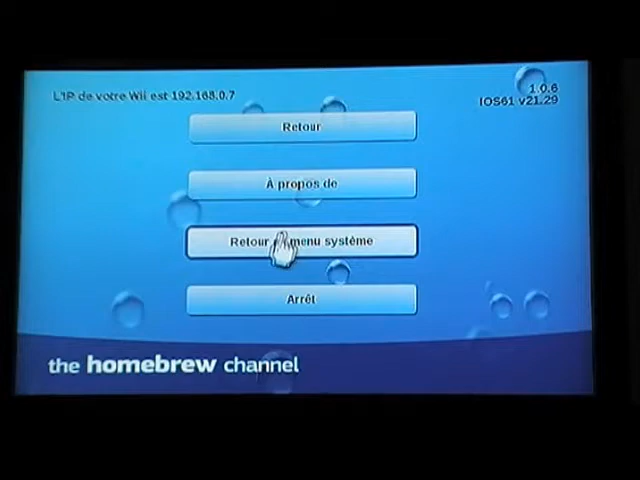 L'IP de votre Wii est 192.168.0.7
1.0.6
IOS61 v21.29
Retour
À propos de
Retour menu système
Arrêt
the homebrew channel